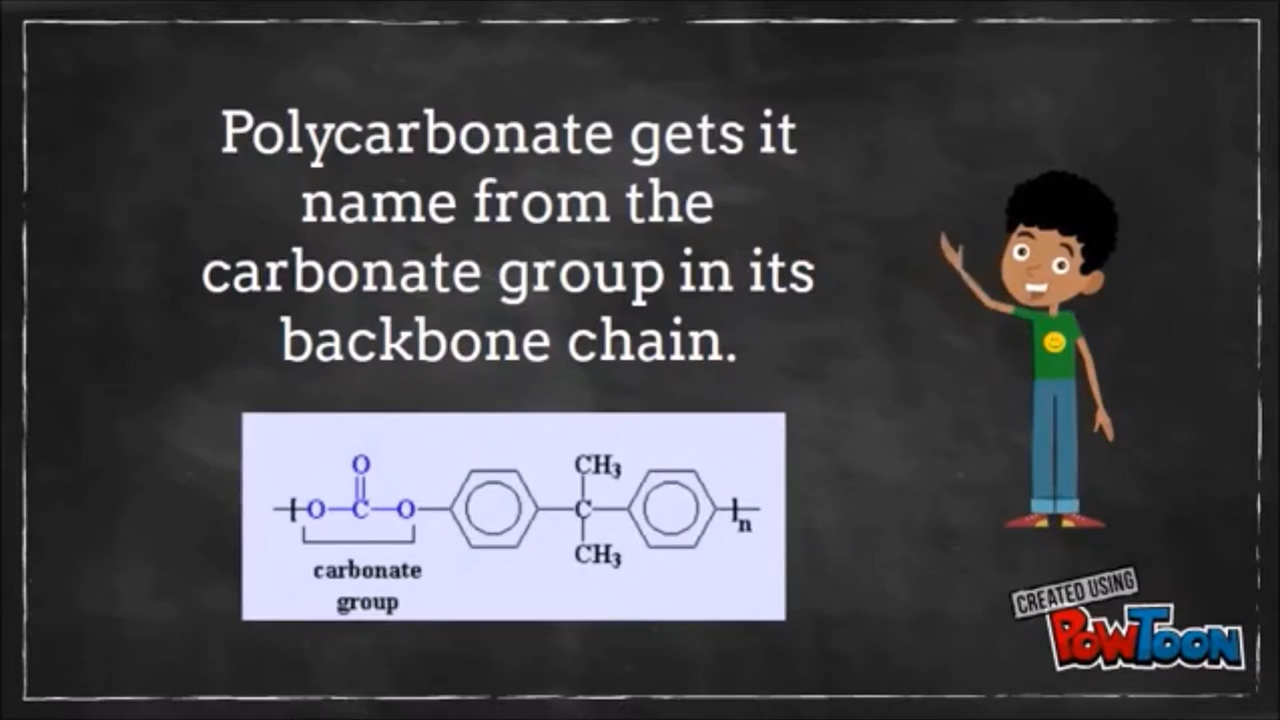 Polycarbonate gets it
name from the
carbonate group in its
backbone chain.
O CH3
O C O C n
CH3
carbonate
group
CREATED USING
POWTOON